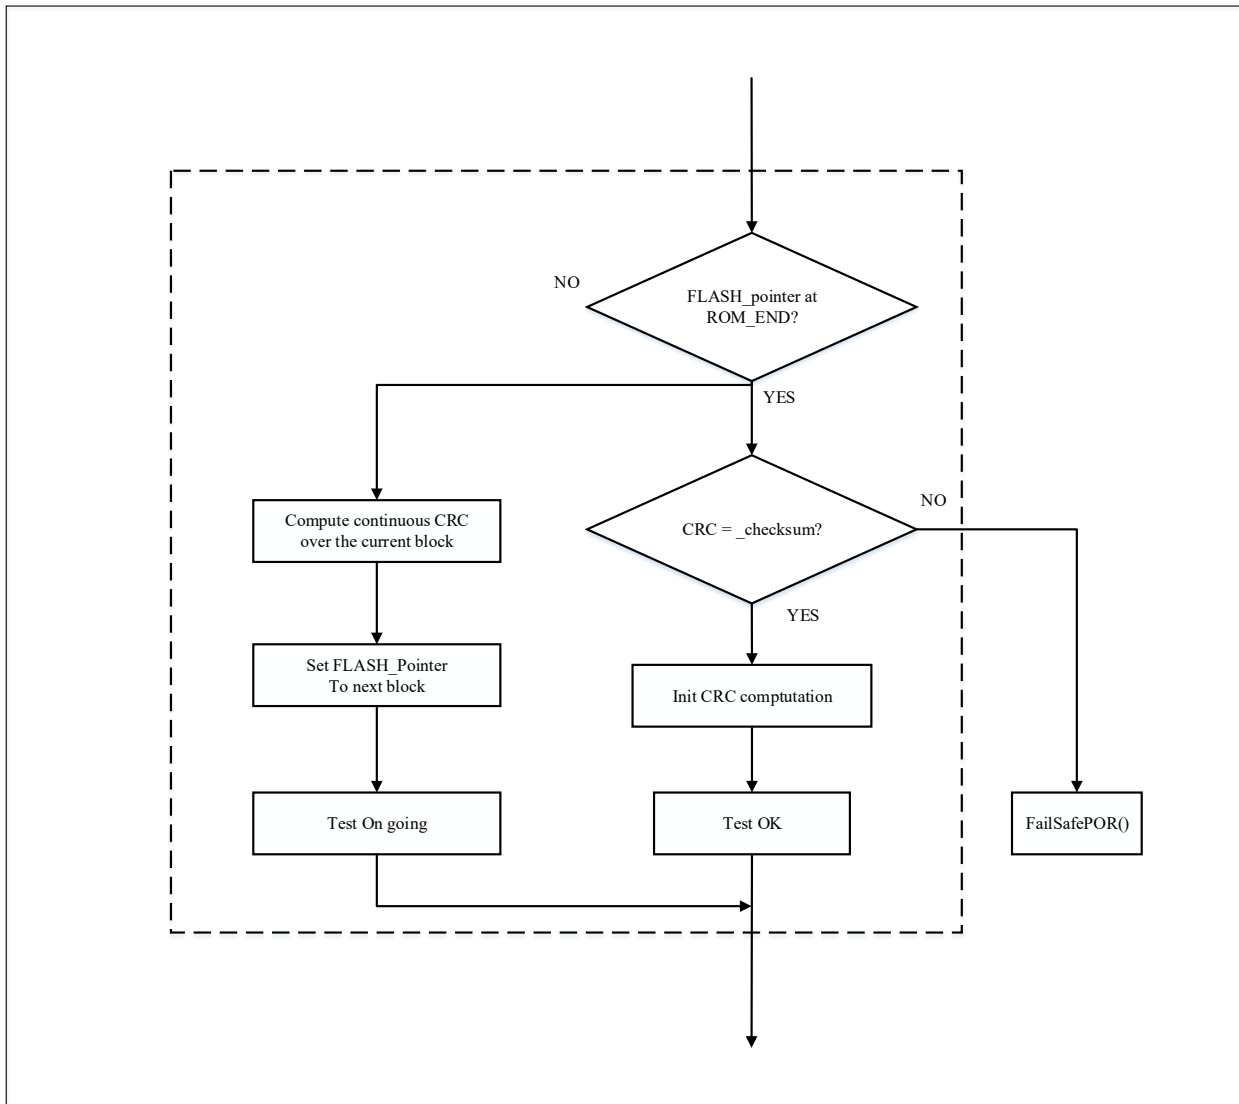 NO
FLASH_pointer at
ROM_END?
YES
Compute continuous CRC
over the current block
CRC = _checksum?
NO
YES
Set FLASH_Pointer
To next block
Init CRC comptutation
Test On going
Test OK
FailSafePOR()